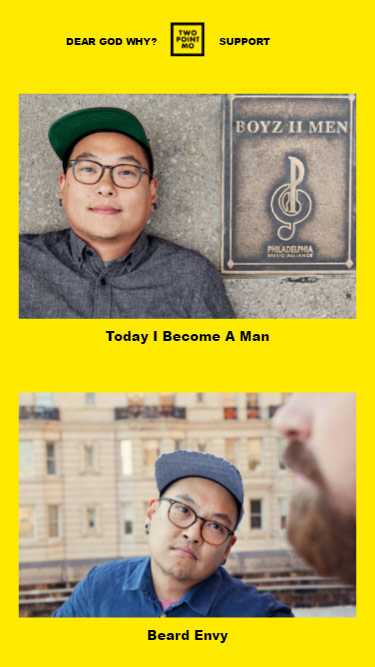 DEAR GOD WHY?
TWO
POINT
MO
SUPPORT
BOYZ II MEN
PHILADELPHIA
MUSIC ALLIANCE
Today I Become A Man
Beard Envy